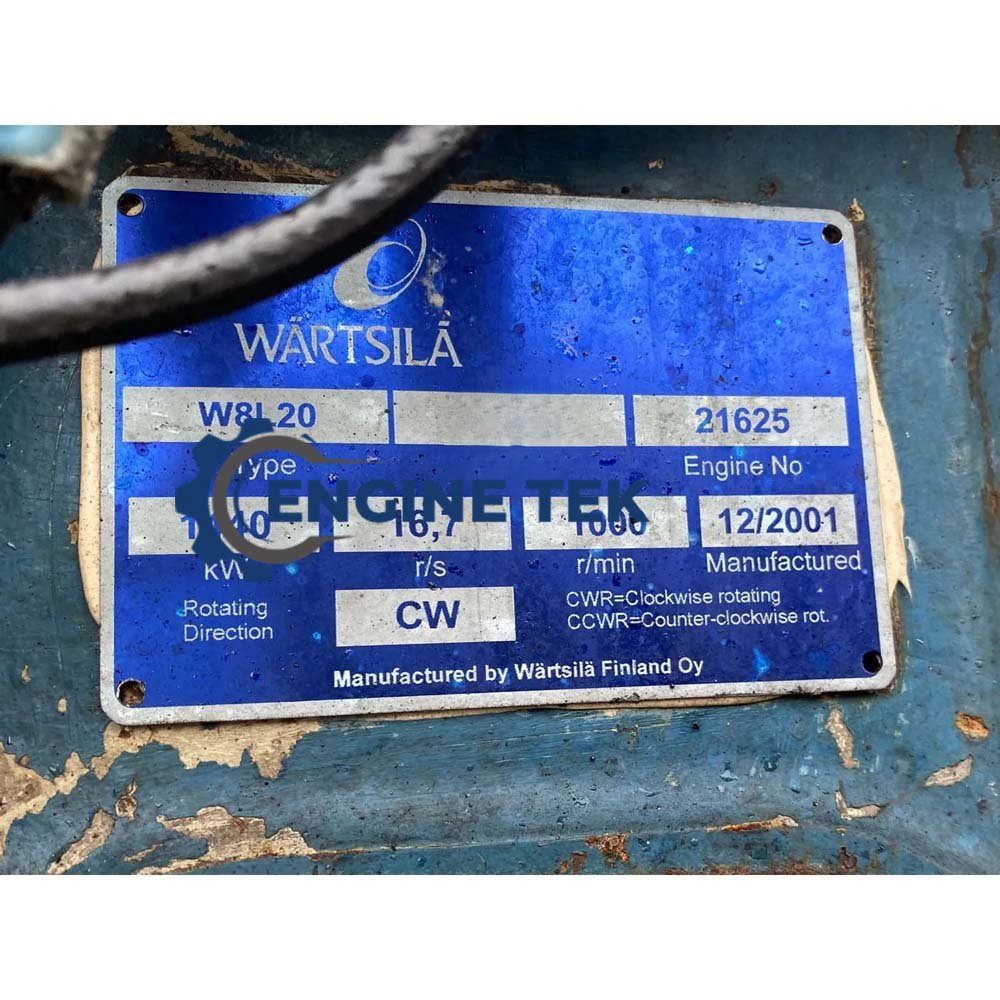 WÄRTSILÄ
W8L20 21625
Type Engine No
ENGINE TEK
16,7 1000 12/2001
kW r/s r/min Manufactured
Rotating CW CWR=Clockwise rotating
Direction CCWR=Counter-clockwise rot.
Manufactured by Wärtsilä Finland Oy